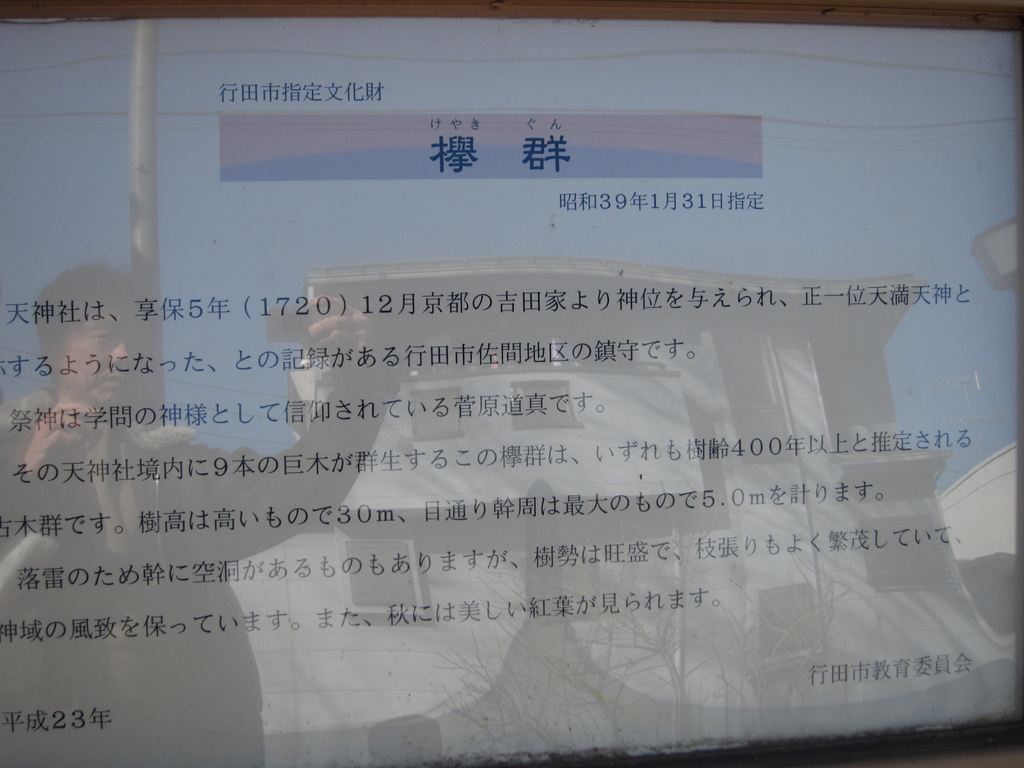 行田市指定文化財
けやき ぐん
欅 群
昭和39年1月31日指定
天神社は、享保5年(1720)12月京都の吉田家より神位を与えられ、正一位天満天神と
するようになった、との記録がある行田市佐間地区の鎮守です。
祭神は学問の神様として信仰されている菅原道真です。
その天神社境内に9本の巨木が群生するこの欅群は、いずれも樹齢400年以上と推定される
古木群です。樹高は高いもので30m、目通り幹周は最大のもので5.0mを計ります。
落雷のため幹に空洞があるものもありますが、樹勢は旺盛で、枝張りもよく繁茂していて、
神域の風致を保っています。また、秋には美しい紅葉が見られます。
行田市教育委員会
平成23年